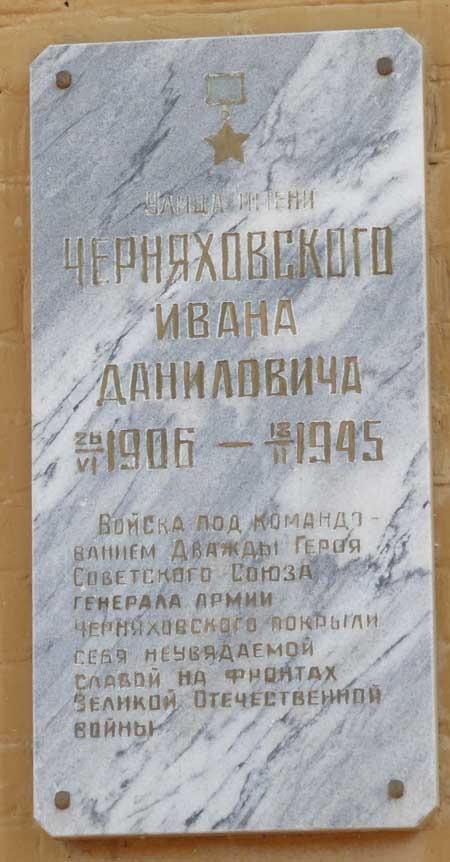 Улица имени
Черняховского
Ивана
Даниловича
26/VI 1906 — 18/II 1945
Войска под командо-
ванием Дважды Героя
Советского Союза,
генерала армии
Черняховского покрыли
себя неувядаемой
славой на фронтах
Великой Отечественной
войны.